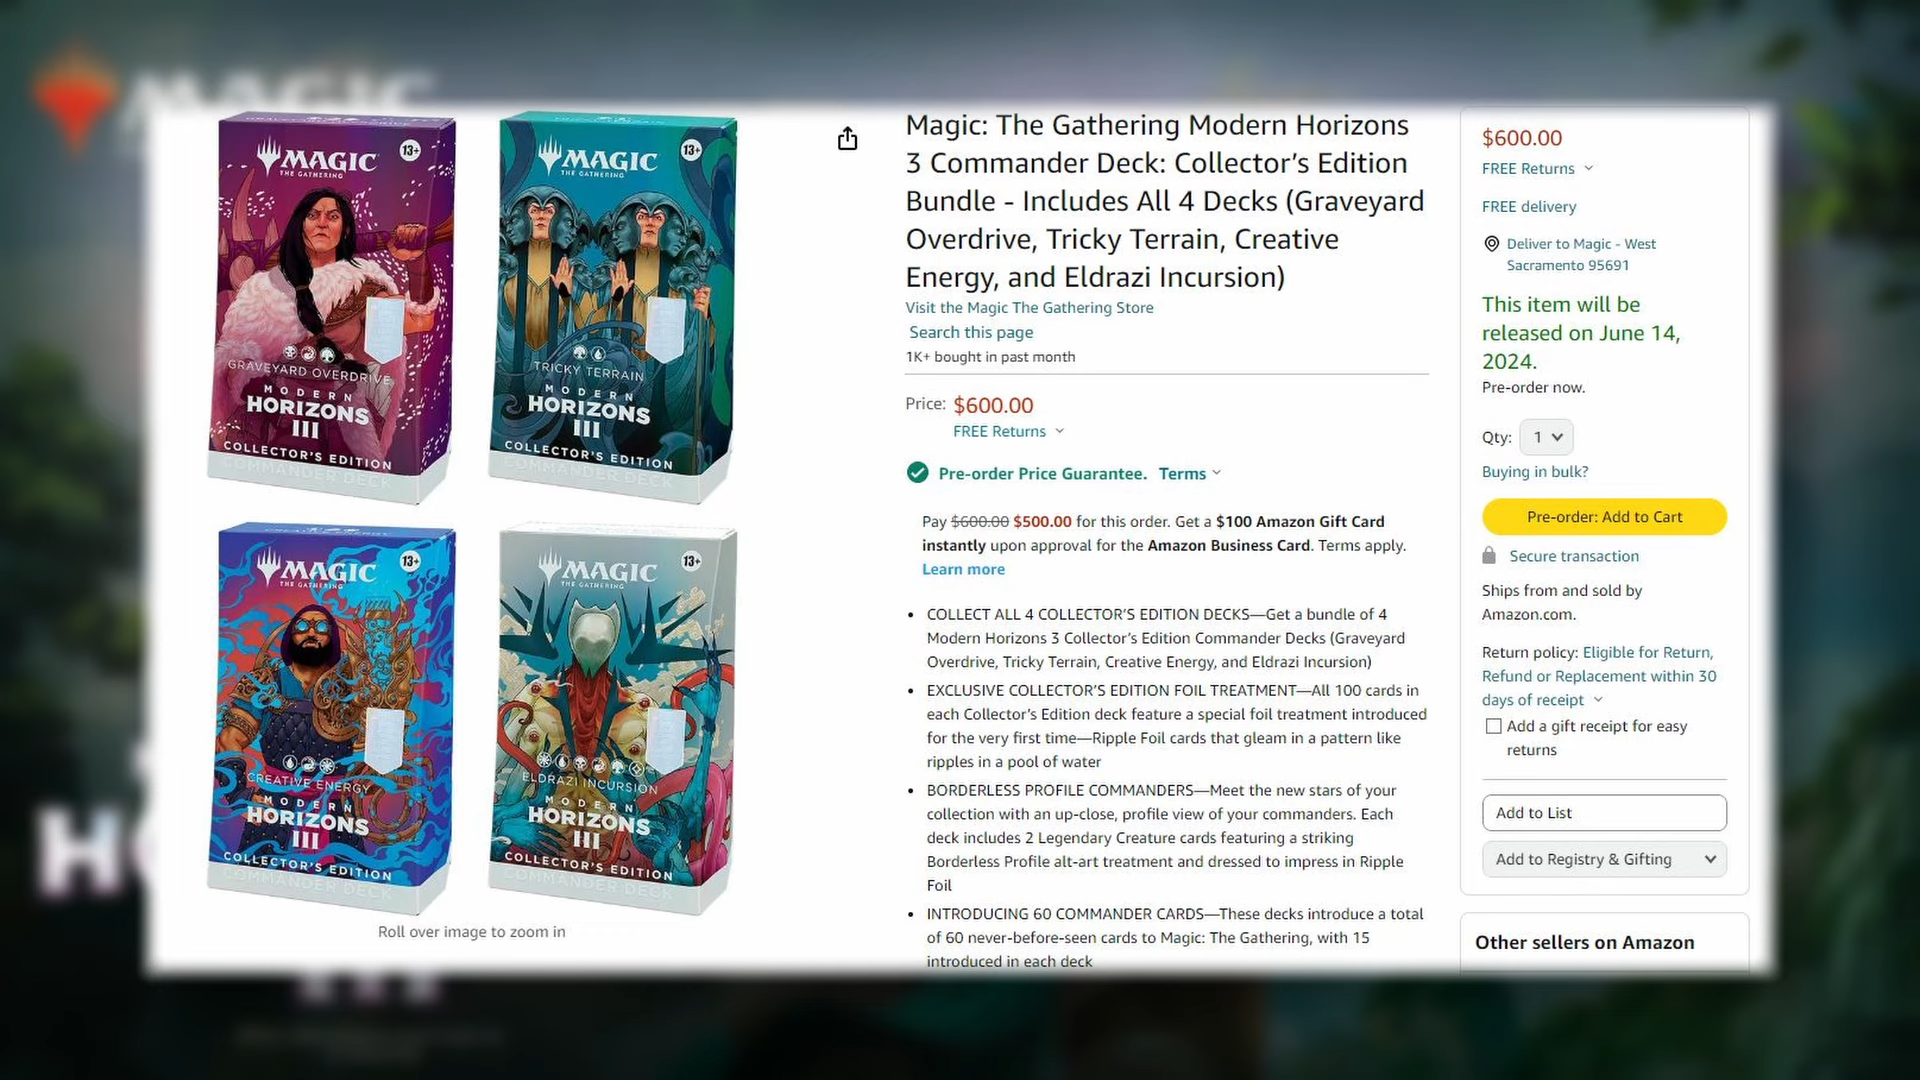 MAGIC
MAGIC
THE GATHERING
13+
GRAVEYARD OVERDRIVE
MODERN
HORIZONS
III
COLLECTOR'S EDITION
COMMANDER DECK
MAGIC
THE GATHERING
13+
TRICKY TERRAIN
MODERN
HORIZONS
III
COLLECTOR'S EDITION
COMMANDER DECK
MAGIC
THE GATHERING
13+
CREATIVE ENERGY
MODERN
HORIZONS
III
COLLECTOR'S EDITION
COMMANDER DECK
MAGIC
THE GATHERING
13+
ELDRAZI INCURSION
MODERN
HORIZONS
III
COLLECTOR'S EDITION
COMMANDER DECK
Roll over image to zoom in
Magic: The Gathering Modern Horizons
3 Commander Deck: Collector’s Edition
Bundle - Includes All 4 Decks (Graveyard
Overdrive, Tricky Terrain, Creative
Energy, and Eldrazi Incursion)
Visit the Magic The Gathering Store
Search this page
1K+ bought in past month
Price: $600.00
FREE Returns
Pre-order Price Guarantee. Terms
Pay $600.00 $500.00 for this order. Get a $100 Amazon Gift Card
instantly upon approval for the Amazon Business Card. Terms apply.
Learn more
• COLLECT ALL 4 COLLECTOR’S EDITION DECKS—Get a bundle of 4
Modern Horizons 3 Collector’s Edition Commander Decks (Graveyard
Overdrive, Tricky Terrain, Creative Energy, and Eldrazi Incursion)
• EXCLUSIVE COLLECTOR’S EDITION FOIL TREATMENT—All 100 cards in
each Collector’s Edition deck feature a special foil treatment introduced
for the very first time—Ripple Foil cards that gleam in a pattern like
ripples in a pool of water
• BORDERLESS PROFILE COMMANDERS—Meet the new stars of your
collection with an up-close, profile view of your commanders. Each
deck includes 2 Legendary Creature cards featuring a striking
Borderless Profile alt-art treatment and dressed to impress in Ripple
Foil
• INTRODUCING 60 COMMANDER CARDS—These decks introduce a total
of 60 never-before-seen cards to Magic: The Gathering, with 15
introduced in each deck
$600.00
FREE Returns
FREE delivery
Deliver to Magic - West
Sacramento 95691
This item will be
released on June 14,
2024.
Pre-order now.
Qty: 1
Buying in bulk?
Pre-order: Add to Cart
Secure transaction
Ships from and sold by
Amazon.com.
Return policy: Eligible for Return,
Refund or Replacement within 30
days of receipt
Add a gift receipt for easy
returns
Add to List
Add to Registry & Gifting
Other sellers on Amazon